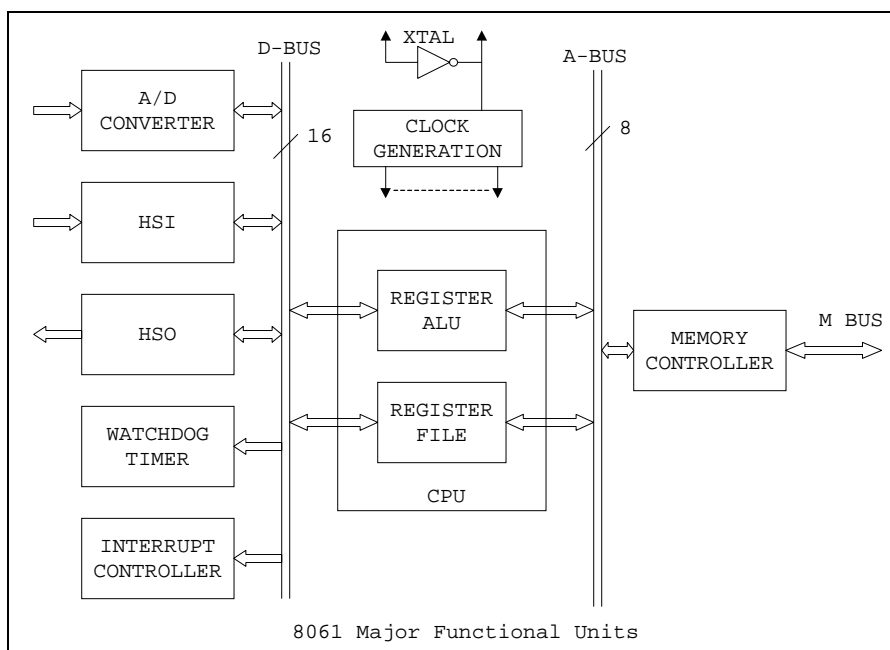 XTAL
D-BUS
A-BUS
A/D
CONVERTER
16
CLOCK
GENERATION
8
HSI
REGISTER
ALU
HSO
MEMORY
CONTROLLER
M BUS
WATCHDOG
TIMER
REGISTER
FILE
CPU
INTERRUPT
CONTROLLER
8061 Major Functional Units